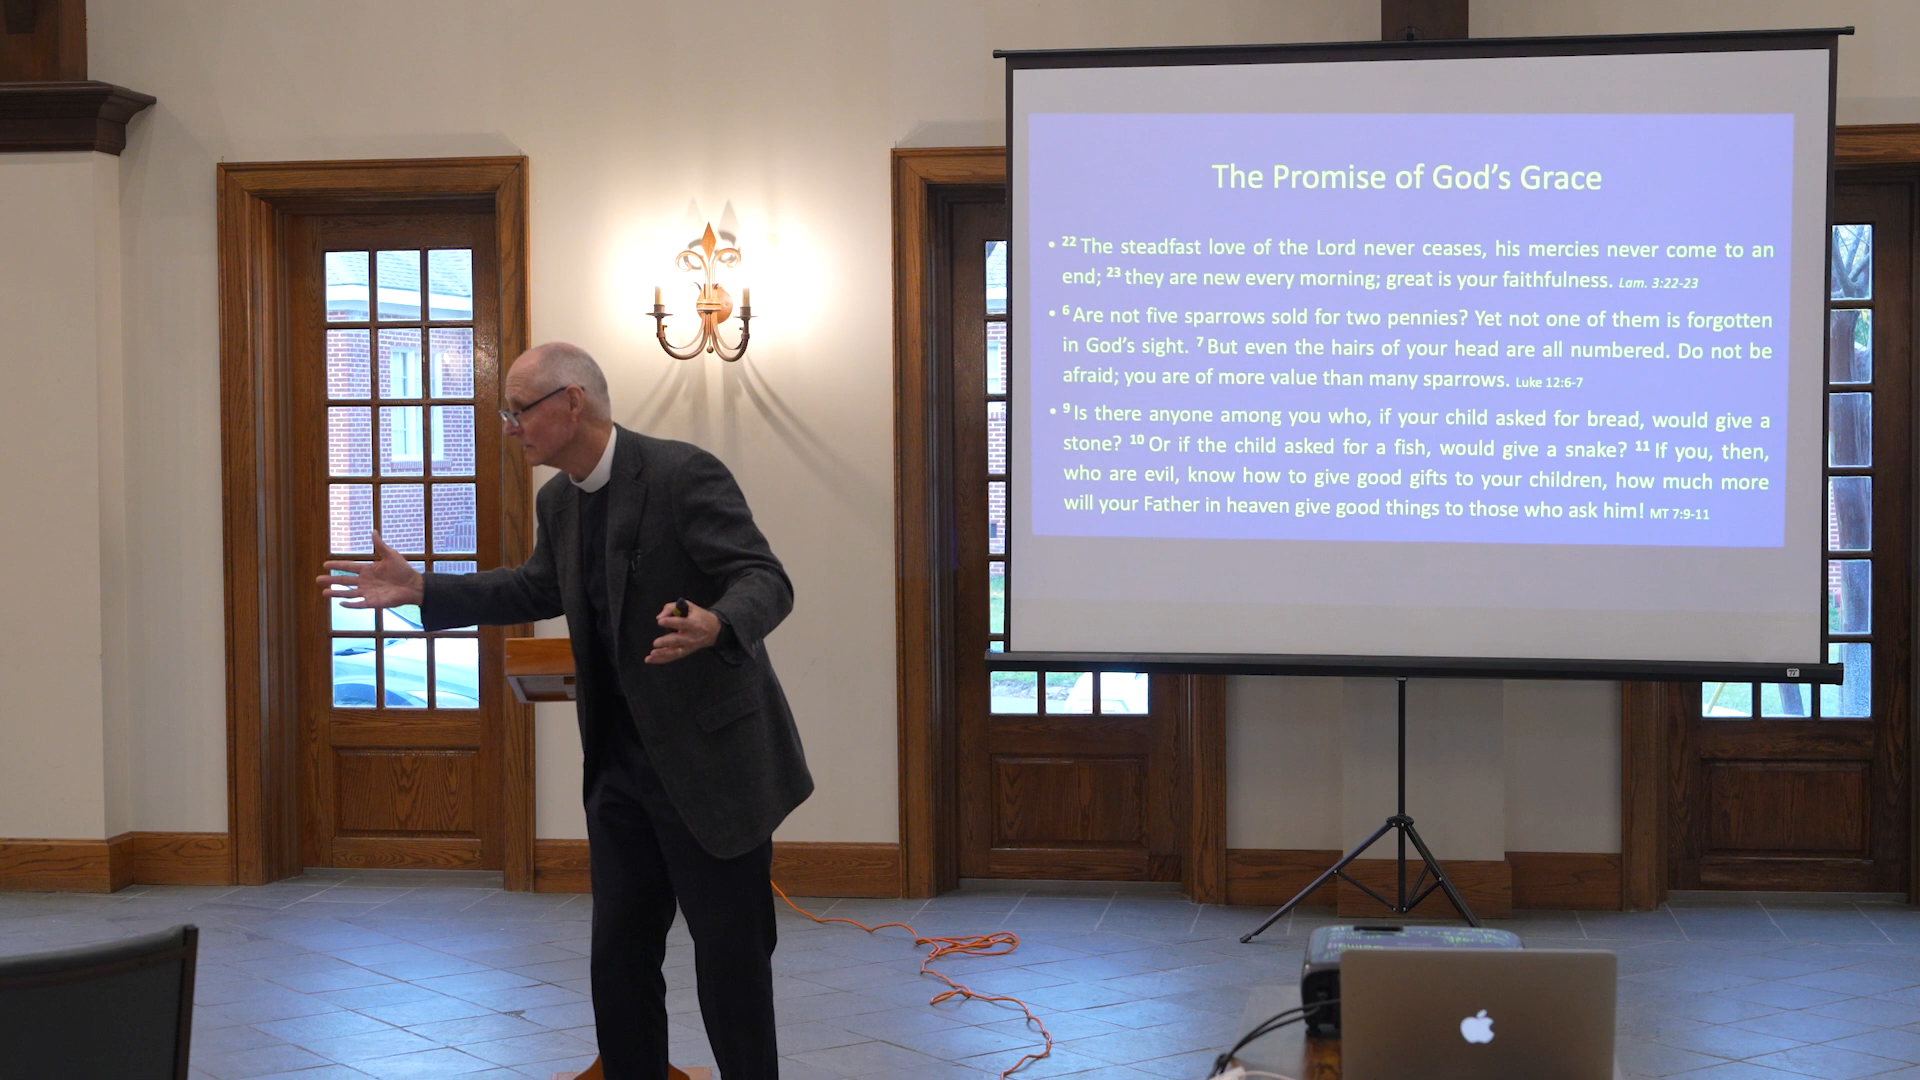 The Promise of God's Grace
• 22 The steadfast love of the Lord never ceases, his mercies never come to an
end; 23 they are new every morning; great is your faithfulness. Lam. 3:22-23
• 6 Are not five sparrows sold for two pennies? Yet not one of them is forgotten
in God's sight. 7 But even the hairs of your head are all numbered. Do not be
afraid; you are of more value than many sparrows. Luke 12:6-7
• 9 Is there anyone among you who, if your child asked for bread, would give a
stone? 10 Or if the child asked for a fish, would give a snake? 11 If you, then,
who are evil, know how to give good gifts to your children, how much more
will your Father in heaven give good things to those who ask him! MT 7:9-11